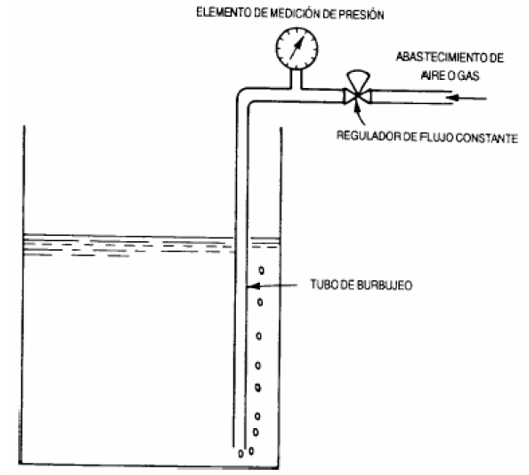 ELEMENTO DE MEDICIÓN DE PRESIÓN
ABASTECIMIENTO DE
AIRE O GAS
REGULADOR DE FLUJO CONSTANTE
TUBO DE BURBUJEO